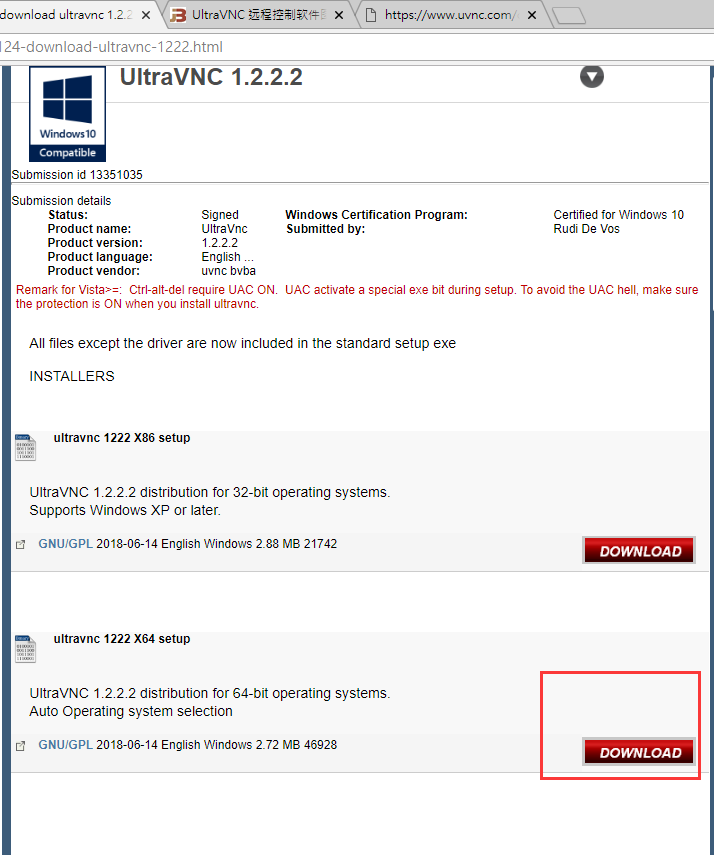 download ultravnc 1.2.2
UltraVNC 远程控制软件
https://www.uvnc.com/
124-download-ultravnc-1222.html
UltraVNC 1.2.2.2
Windows10
Compatible
Submission id 13351035
Submission details
Status: Signed Windows Certification Program: Certified for Windows 10
Product name: UltraVnc Submitted by: Rudi De Vos
Product version: 1.2.2.2
Product language: English ...
Product vendor: uvnc bvba
Remark for Vista>=: Ctrl-alt-del require UAC ON. UAC activate a special exe bit during setup. To avoid the UAC hell, make sure
the protection is ON when you install ultravnc.
All files except the driver are now included in the standard setup exe
INSTALLERS
ultravnc 1222 X86 setup
UltraVNC 1.2.2.2 distribution for 32-bit operating systems.
Supports Windows XP or later.
GNU/GPL 2018-06-14 English Windows 2.88 MB 21742
DOWNLOAD
ultravnc 1222 X64 setup
UltraVNC 1.2.2.2 distribution for 64-bit operating systems.
Auto Operating system selection
GNU/GPL 2018-06-14 English Windows 2.72 MB 46928
DOWNLOAD